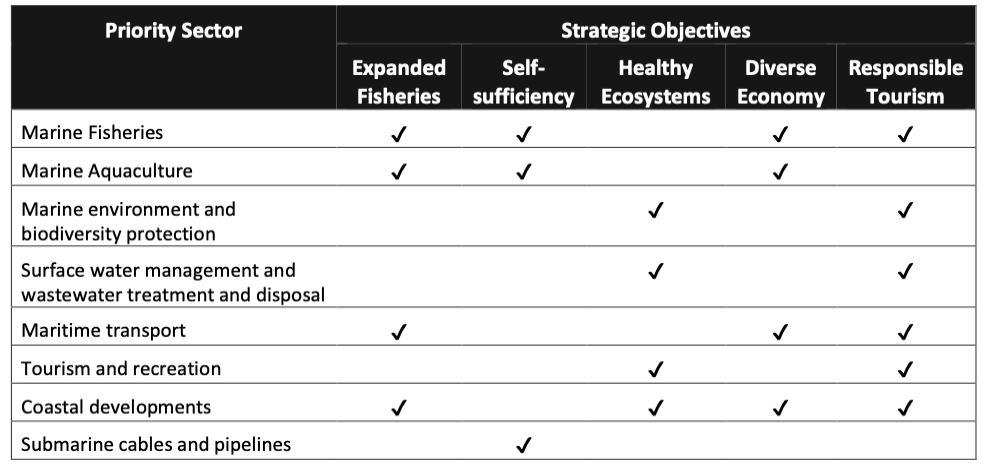 Priority Sector
Strategic Objectives
Expanded Fisheries
Self-sufficiency
Healthy Ecosystems
Diverse Economy
Responsible Tourism
Marine Fisheries ✓ ✓ ✓ ✓
Marine Aquaculture ✓ ✓ ✓
Marine environment and
biodiversity protection ✓ ✓
Surface water management and
wastewater treatment and disposal ✓ ✓
Maritime transport ✓ ✓ ✓
Tourism and recreation ✓ ✓
Coastal developments ✓ ✓ ✓ ✓
Submarine cables and pipelines ✓